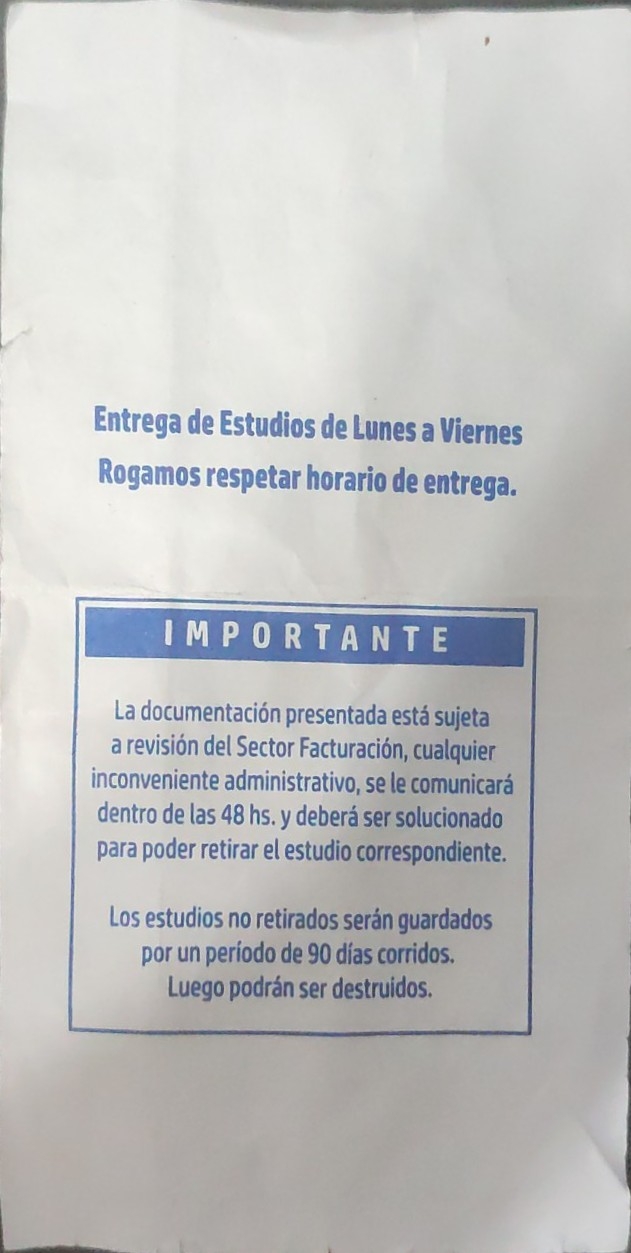 Entrega de Estudios de Lunes a Viernes
Rogamos respetar horario de entrega.
IMPORTANTE
La documentación presentada está sujeta
a revisión del Sector Facturación, cualquier
inconveniente administrativo, se le comunicará
dentro de las 48 hs. y deberá ser solucionado
para poder retirar el estudio correspondiente.
Los estudios no retirados serán guardados
por un período de 90 días corridos.
Luego podrán ser destruidos.